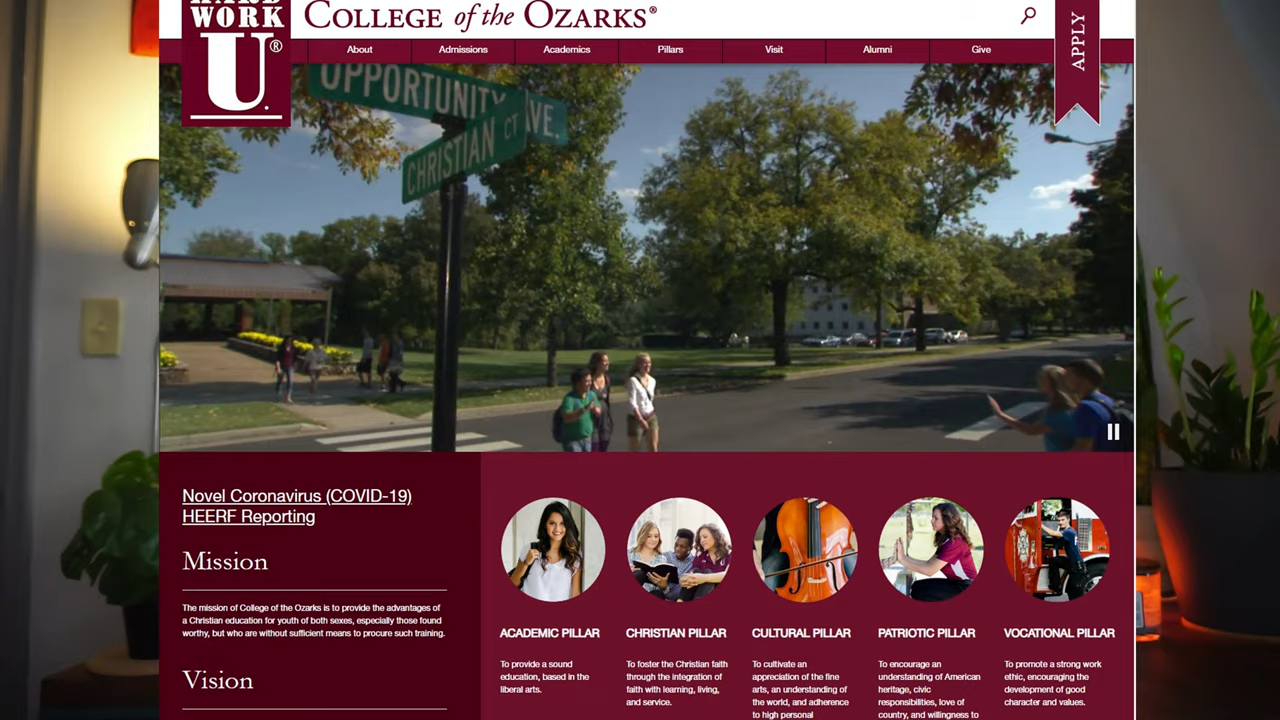 HARD
WORK
U®
COLLEGE of the OZARKS®
APPLY
About
Admissions
Academics
Pillars
Visit
Alumni
Give
OPPORTUNITY AVE.
CHRISTIAN CT
Novel Coronavirus (COVID-19)
HEERF Reporting
Mission
The mission of College of the Ozarks is to provide the advantages of
a Christian education for youth of both sexes, especially those found
worthy, but who are without sufficient means to procure such training.
Vision
ACADEMIC PILLAR
To provide a sound
education, based in the
liberal arts.
CHRISTIAN PILLAR
To foster the Christian faith
through the integration of
faith with learning, living,
and service.
CULTURAL PILLAR
To cultivate an
appreciation of the fine
arts, an understanding of
the world, and adherence
to high personal
PATRIOTIC PILLAR
To encourage an
understanding of American
heritage, civic
responsibilities, love of
country, and willingness to
VOCATIONAL PILLAR
To promote a strong work
ethic, encouraging the
development of good
character and values.